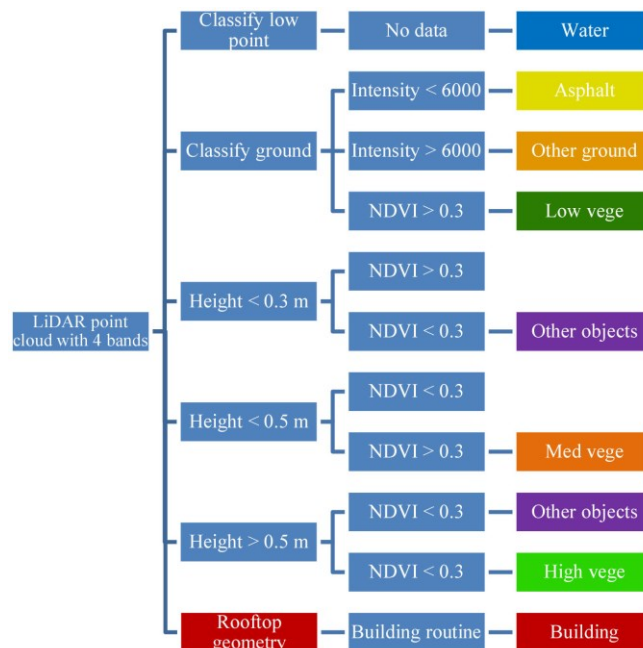 Classify low
point
No data
Water
Intensity < 6000
Asphalt
Classify ground
Intensity > 6000
Other ground
NDVI > 0.3
Low vege
NDVI > 0.3
Height < 0.3 m
NDVI < 0.3
Other objects
LiDAR point
cloud with 4 bands
NDVI < 0.3
Height < 0.5 m
NDVI > 0.3
Med vege
NDVI < 0.3
Other objects
Height > 0.5 m
NDVI < 0.3
High vege
Rooftop
geometry
Building routine
Building